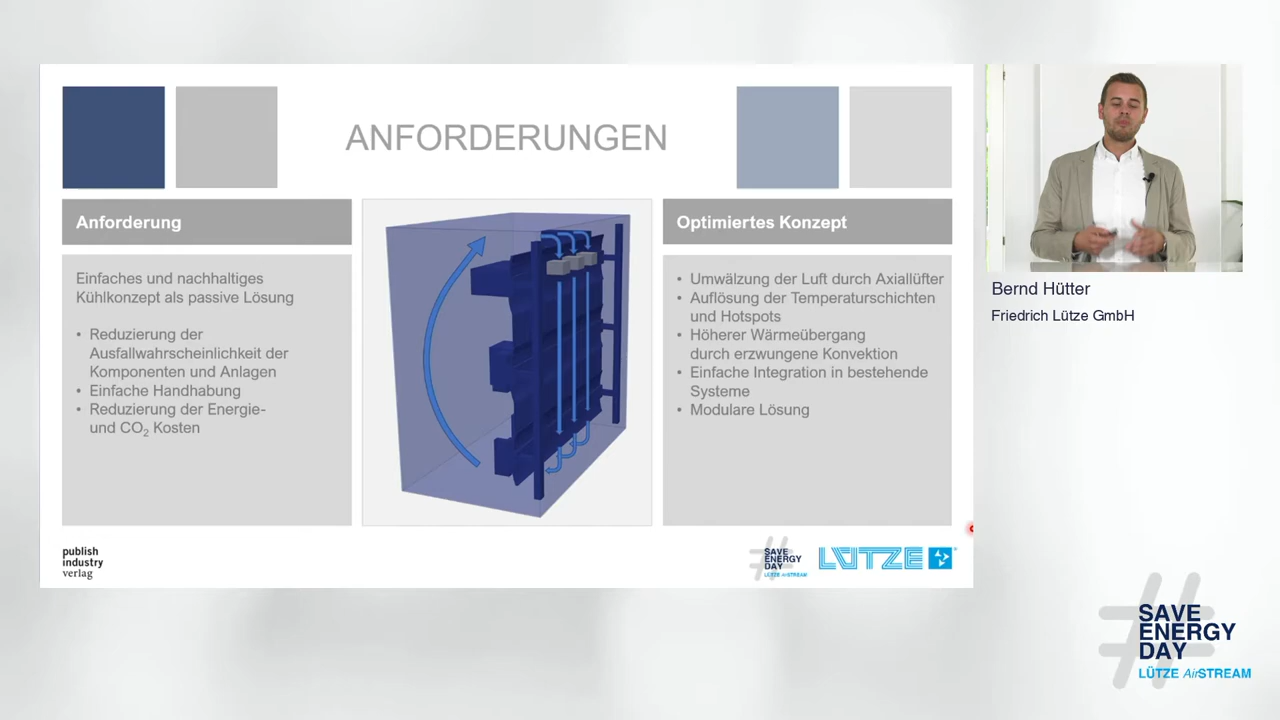 ANFORDERUNGEN
Anforderung
Einfaches und nachhaltiges
Kühlkonzept als passive Lösung
• Reduzierung der
Ausfallwahrscheinlichkeit der
Komponenten und Anlagen
• Einfache Handhabung
• Reduzierung der Energie-
und CO₂ Kosten
Optimiertes Konzept
• Umwälzung der Luft durch Axiallüfter
• Auflösung der Temperaturschichten
und Hotspots
• Höherer Wärmeübergang
durch erzwungene Konvektion
• Einfache Integration in bestehende
Systeme
• Modulare Lösung
publish
industry
verlag
#
SAVE
ENERGY
DAY
LÜTZE AirSTREAM
LÜTZE
Bernd Hütter
Friedrich Lütze GmbH
#
SAVE
ENERGY
DAY
LÜTZE AirSTREAM